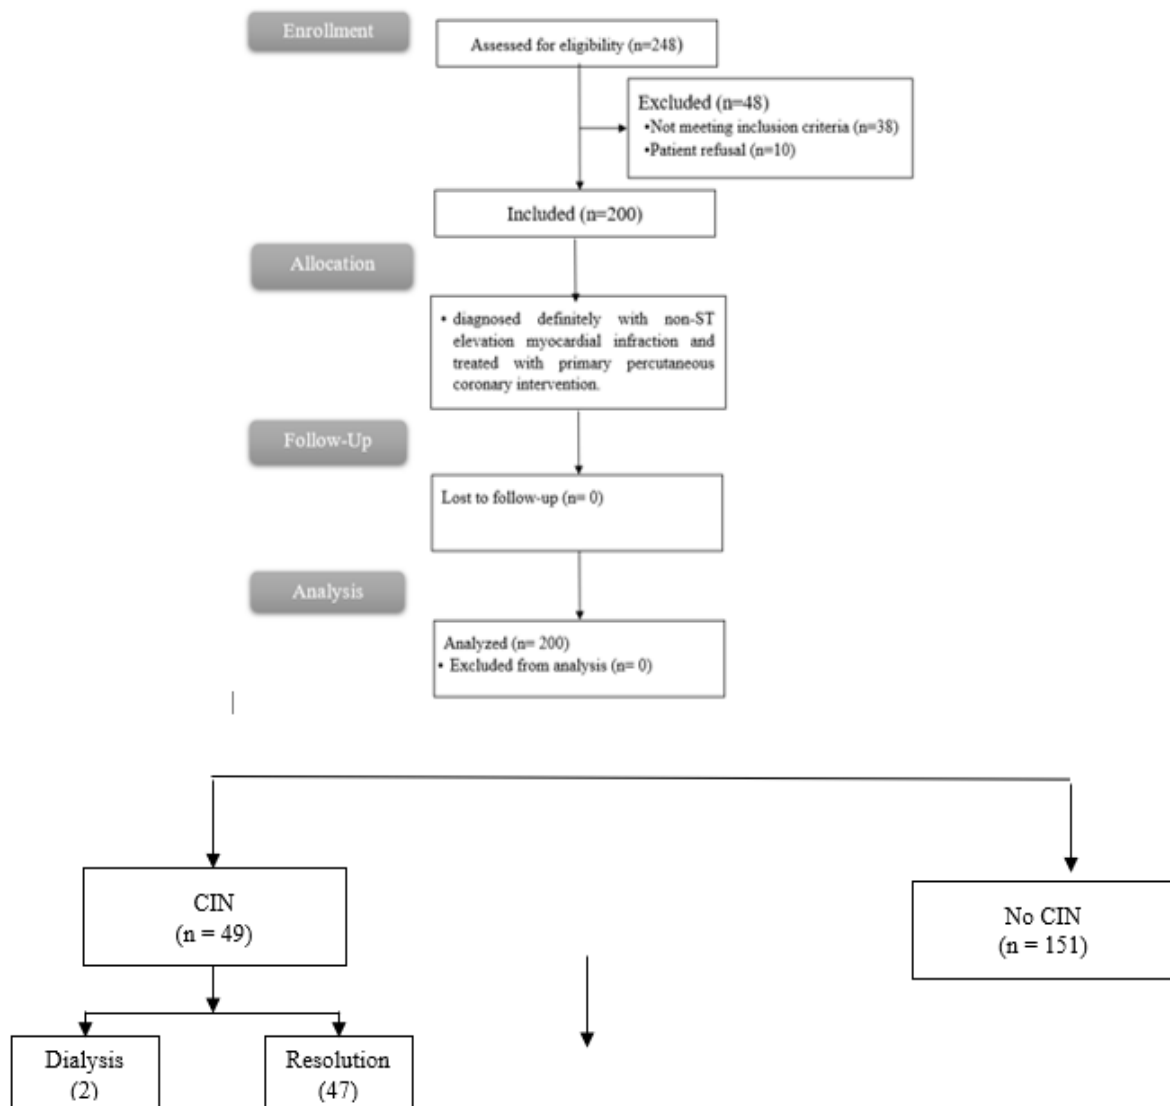 Enrollment
Assessed for eligibility (n=248)
Excluded (n=48)
•Not meeting inclusion criteria (n=38)
•Patient refusal (n=10)
Included (n=200)
Allocation
• diagnosed definitely with non-ST
elevation myocardial infraction and
treated with primary percutaneous
coronary intervention.
Follow-Up
Lost to follow-up (n= 0)
Analysis
Analyzed (n= 200)
• Excluded from analysis (n= 0)
CIN
(n = 49)
No CIN
(n = 151)
Dialysis
(2)
Resolution
(47)